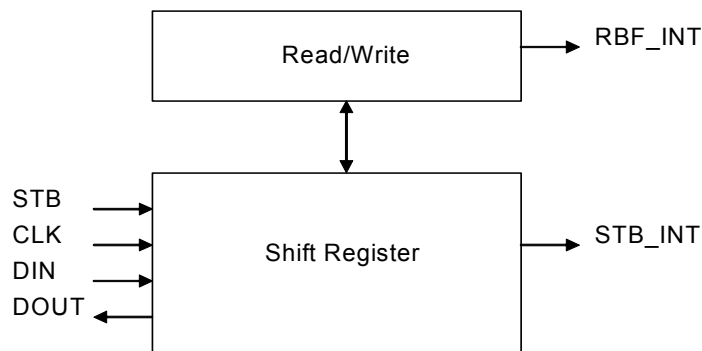 RBF_INT
Read/Write
STB
CLK
DIN
DOUT
Shift Register
STB_INT